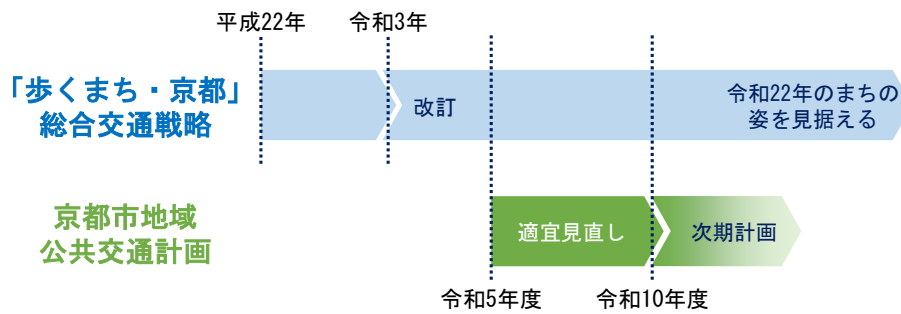 平成22年
令和3年
「歩くまち・京都」
総合交通戦略
改訂
令和22年のまちの
姿を見据える
京都市地域
公共交通計画
適宜見直し
次期計画
令和5年度
令和10年度